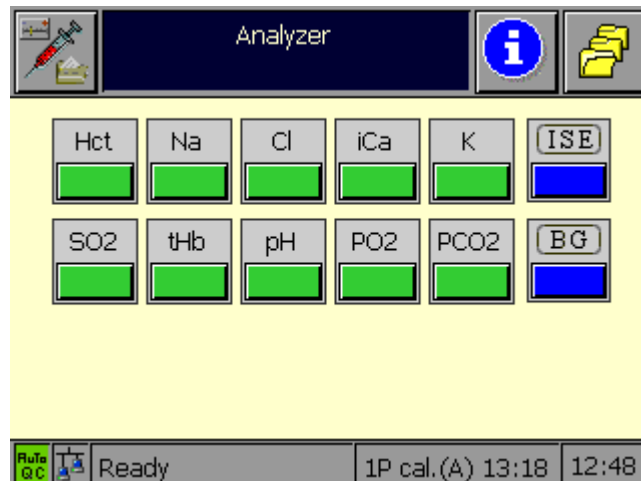 Analyzer
i
Hct Na Cl iCa K ISE
SO2 tHb pH PO2 PCO2 BG
AuTo
QC
Ready 1P cal.(A) 13:18 12:48